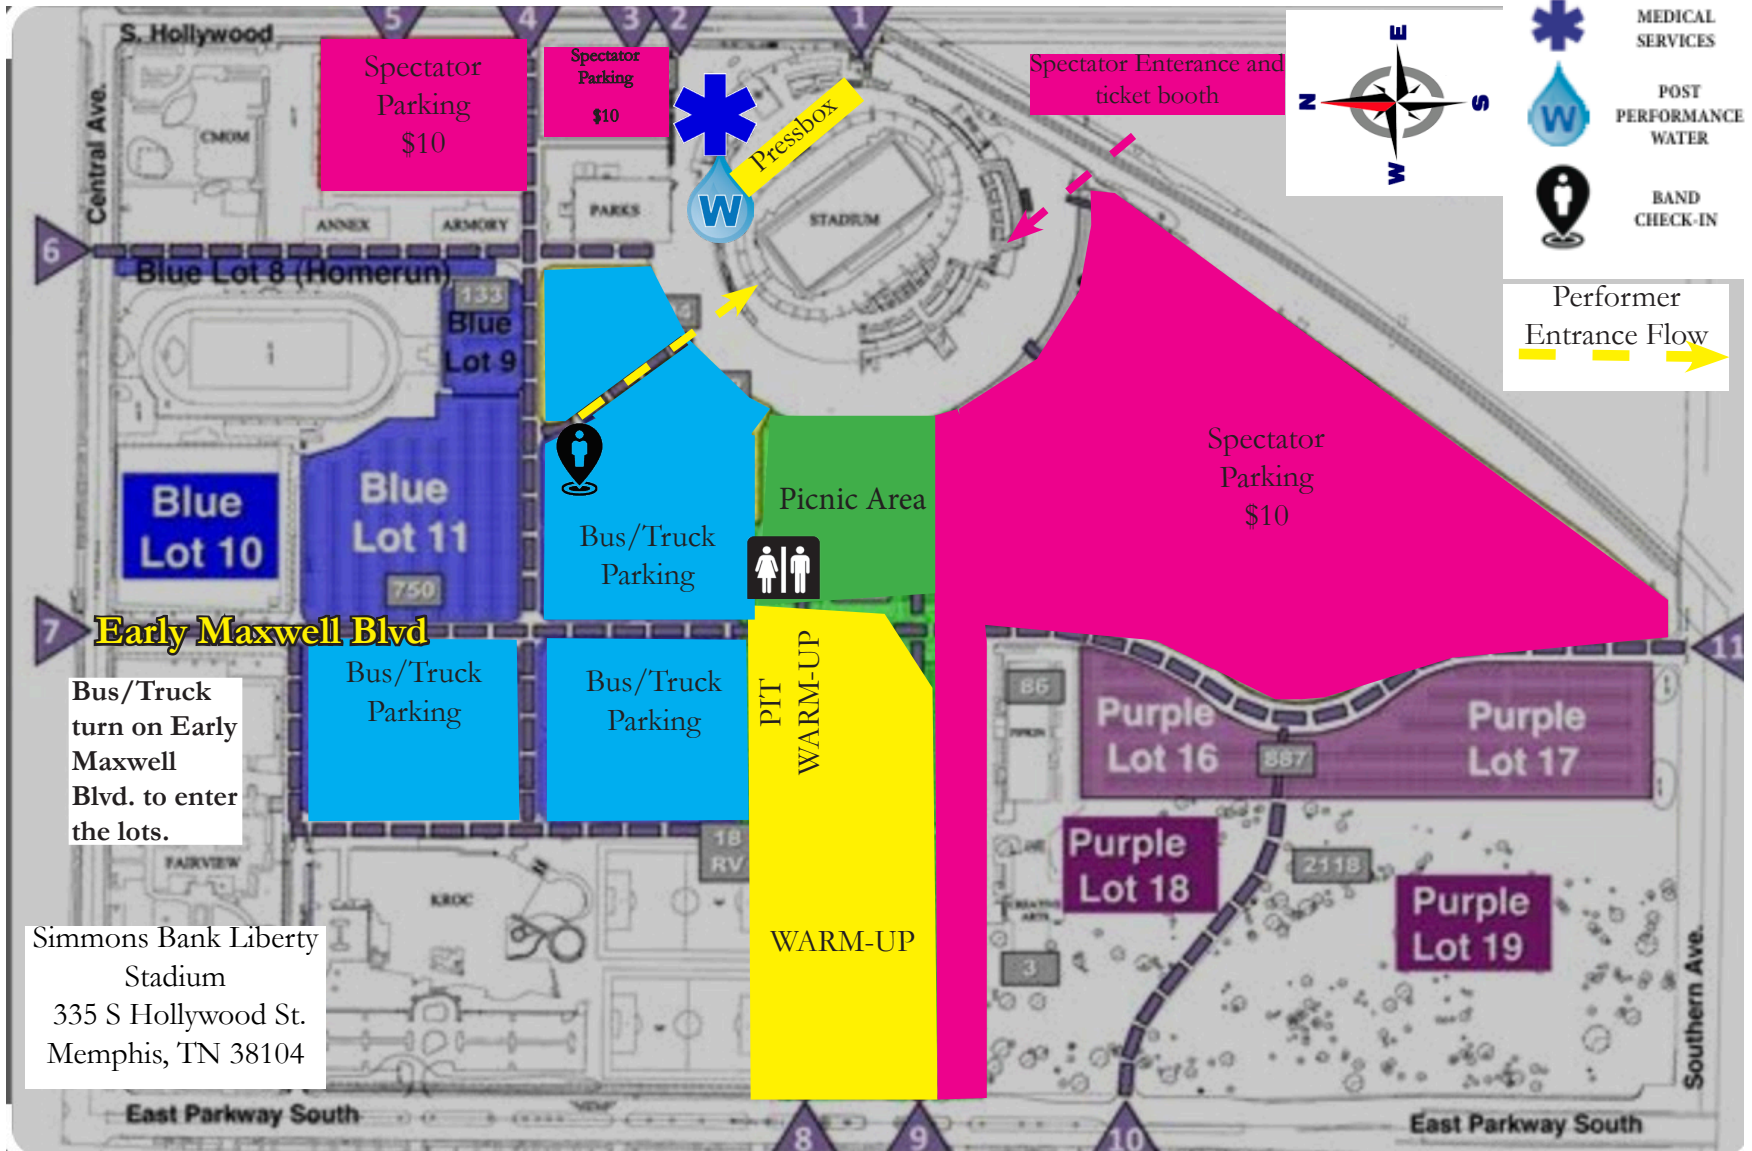 5
4
3
2
1
S. Hollywood
Central Ave.
CMOM
Spectator
Parking
$10
Spectator
Parking
$10
Pressbox
W
STADIUM
Spectator Enterance and
ticket booth
E
N
S
W
MEDICAL
SERVICES
W
POST
PERFORMANCE
WATER
BAND
CHECK-IN
Performer
Entrance Flow
ANNEX
ARMORY
PARKS
6
Blue Lot 8 (Homerun)
133
Blue
Lot 9
Blue
Lot 10
Blue
Lot 11
750
Bus/Truck
Parking
Picnic Area
Spectator
Parking
$10
7
Early Maxwell Blvd
11
Bus/Truck
turn on Early
Maxwell
Blvd. to enter
the lots.
Bus/Truck
Parking
Bus/Truck
Parking
PIT
WARM-UP
86
PIPKIN
Purple
Lot 16
887
Purple
Lot 17
18
RV
FAIRVIEW
KROC
WARM-UP
Purple
Lot 18
2118
CREATIVE
ARTS
3
Purple
Lot 19
Southern Ave.
Simmons Bank Liberty
Stadium
335 S Hollywood St.
Memphis, TN 38104
East Parkway South
East Parkway South
8
9
10